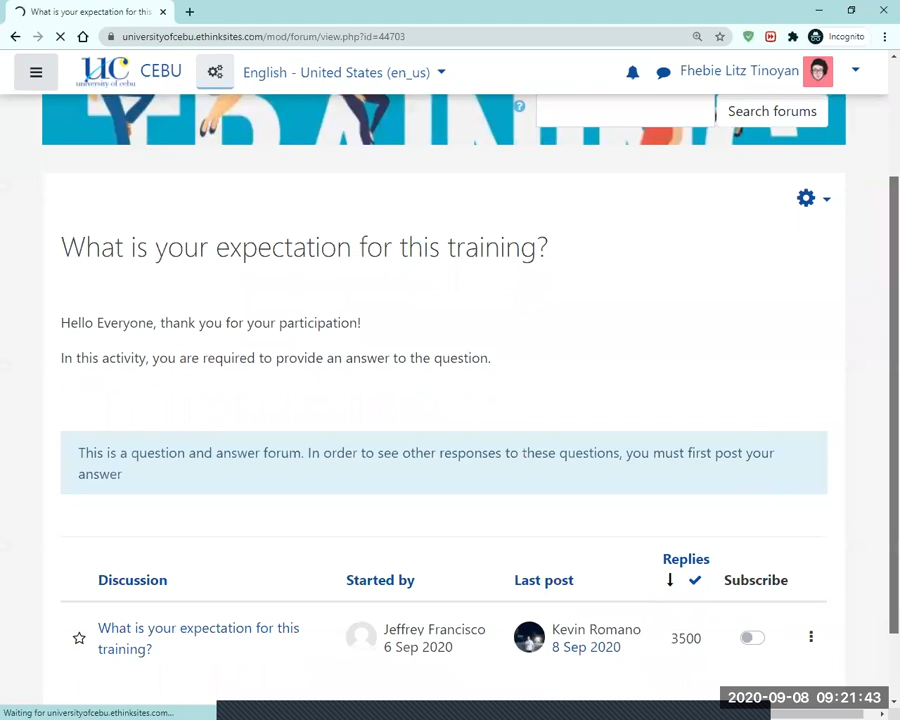 What is your expectation for this
universityofcebu.ethinksites.com/mod/forum/view.php?id=44703
Incognito
UC
university of cebu
CEBU
English - United States (en_us)
Fhebie Litz Tinoyan
TRAINING
?
Search forums
What is your expectation for this training?
Hello Everyone, thank you for your participation!
In this activity, you are required to provide an answer to the question.
This is a question and answer forum. In order to see other responses to these questions, you must first post your
answer
Discussion
Started by
Last post
Replies
Subscribe
What is your expectation for this
training?
Jeffrey Francisco
6 Sep 2020
Kevin Romano
8 Sep 2020
3500
2020-09-08 09:21:43
Waiting for universityofcebu.ethinksites.com...